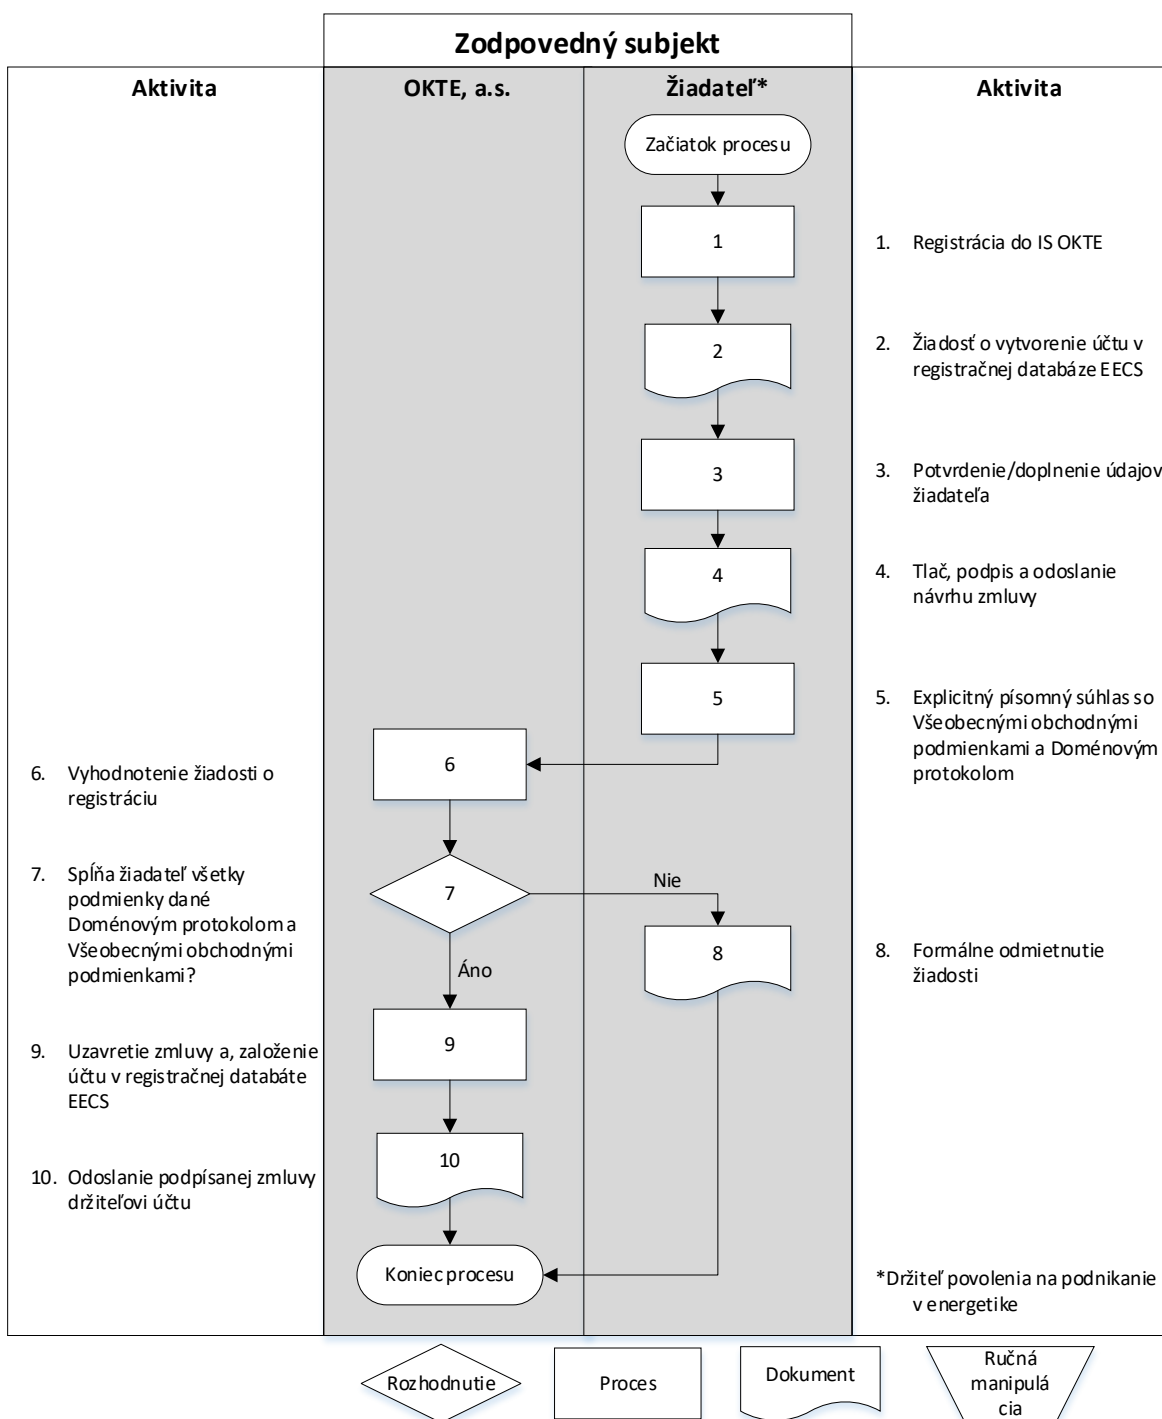 Zodpovedný subjekt
Aktivita
OKTE, a.s.
Žiadateľ*
Aktivita
Začiatok procesu
1
1. Registrácia do IS OKTE
2
2. Žiadosť o vytvorenie účtu v
registračnej databáze EECS
3
3. Potvrdenie/doplnenie údajov
žiadateľa
4
4. Tlač, podpis a odoslanie
návrhu zmluvy
5
5. Explicitný písomný súhlas so
Všeobecnými obchodnými
podmienkami a Doménovým
protokolom
6
6. Vyhodnotenie žiadosti o
registráciu
7. Spĺňa žiadateľ všetky
podmienky dané
Doménovým protokolom a
Všeobecnými obchodnými
podmienkami?
7
Nie
Áno
8
8. Formálne odmietnutie
žiadosti
9. Uzavretie zmluvy a, založenie
účtu v registračnej databáte
EECS
9
10. Odoslanie podpísanej zmluvy
držiteľovi účtu
10
Koniec procesu
*Držiteľ povolenia na podnikanie
v energetike
Rozhodnutie
Proces
Dokument
Ručná
manipulá
cia